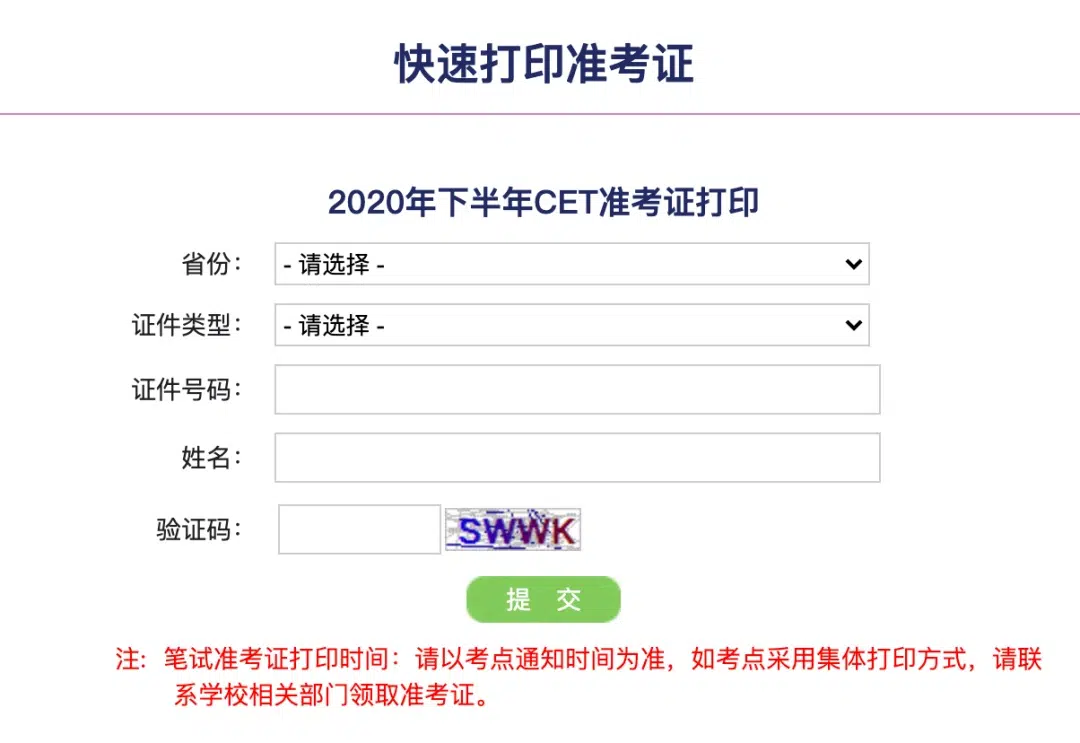 快速打印准考证
2020年下半年CET准考证打印
省份：
- 请选择 -
证件类型：
- 请选择 -
证件号码：
姓名：
验证码：
SWWK
提 交
注：笔试准考证打印时间：请以考点通知时间为准，如考点采用集体打印方式，请联
系学校相关部门领取准考证。